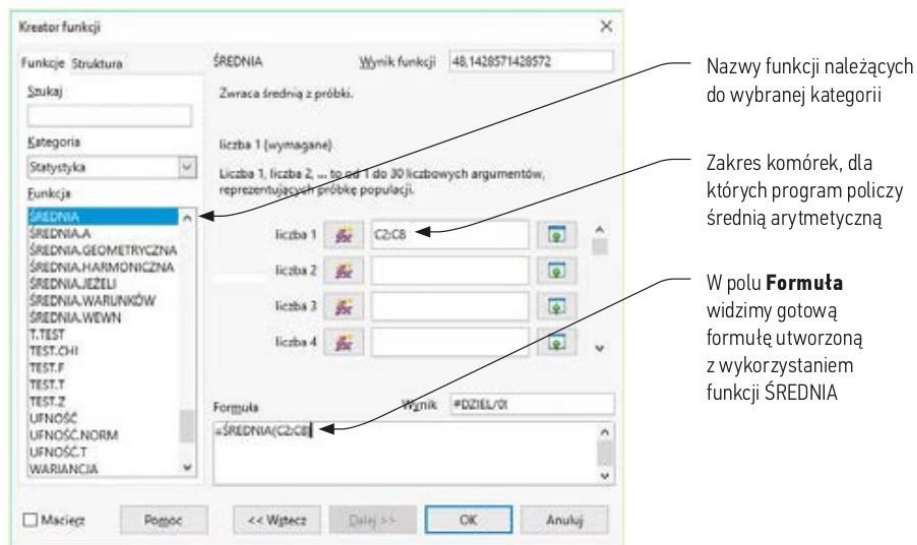 Kreator funkcji
Funkcje Struktura
Szukaj
Kategoria
Statystyka
Funkcja
ŚREDNIA
ŚREDNIA.A
ŚREDNIA.GEOMETRYCZNA
ŚREDNIA.HARMONICZNA
ŚREDNIA.JEŻELI
ŚREDNIA.WARUNKÓW
ŚREDNIA.WEWN
T.TEST
TEST.CHI
TEST.F
TEST.T
TEST.Z
UFNOŚĆ
UFNOŚĆ.NORM
UFNOŚĆ.T
WARIANCJA
ŚREDNIA
Wynik funkcji 48,1428571428572
Zwraca średnią z próbki.
liczba 1 (wymagane)
Liczba 1, liczba 2, ... to od 1 do 30 liczbowych argumentów,
reprezentujących próbkę populacji.
liczba 1 fx C2:C8
liczba 2 fx
liczba 3 fx
liczba 4 fx
Formuła
Wynik #DZIEL/0!
=ŚREDNIA(C2:C8)
Macierz
Pomoc
<< Wstecz
Dalej >>
OK
Anuluj
Nazwy funkcji należących
do wybranej kategorii
Zakres komórek, dla
których program policzy
średnią arytmetyczną
W polu Formuła
widzimy gotową
formułę utworzoną
z wykorzystaniem
funkcji ŚREDNIA